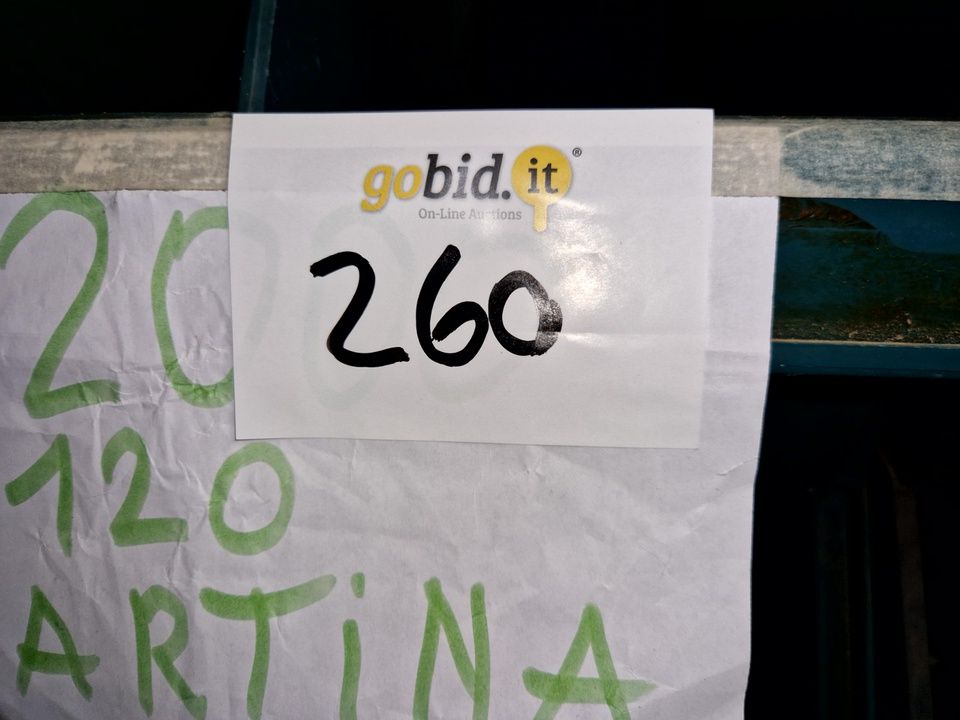 gobid.it®
On-Line Auctions
260
20
120
ARTiNA